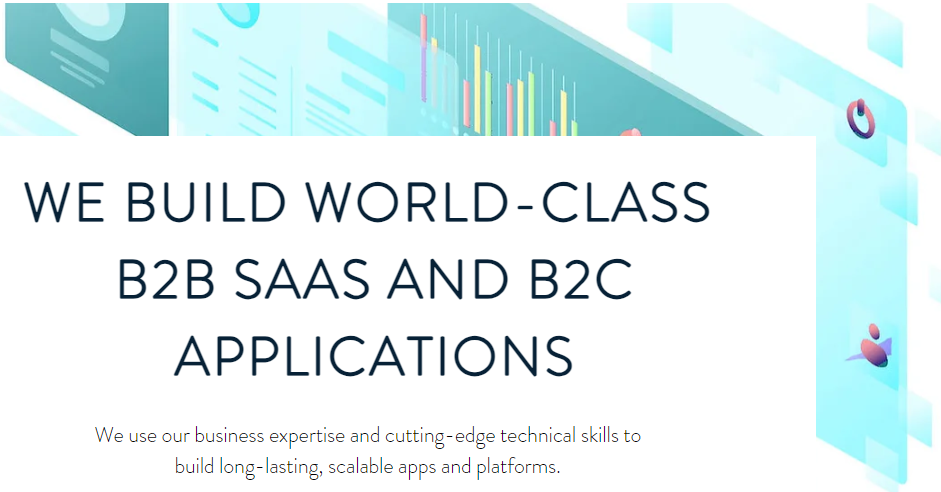 WE BUILD WORLD-CLASS
B2B SAAS AND B2C
APPLICATIONS
We use our business expertise and cutting-edge technical skills to
build long-lasting, scalable apps and platforms.